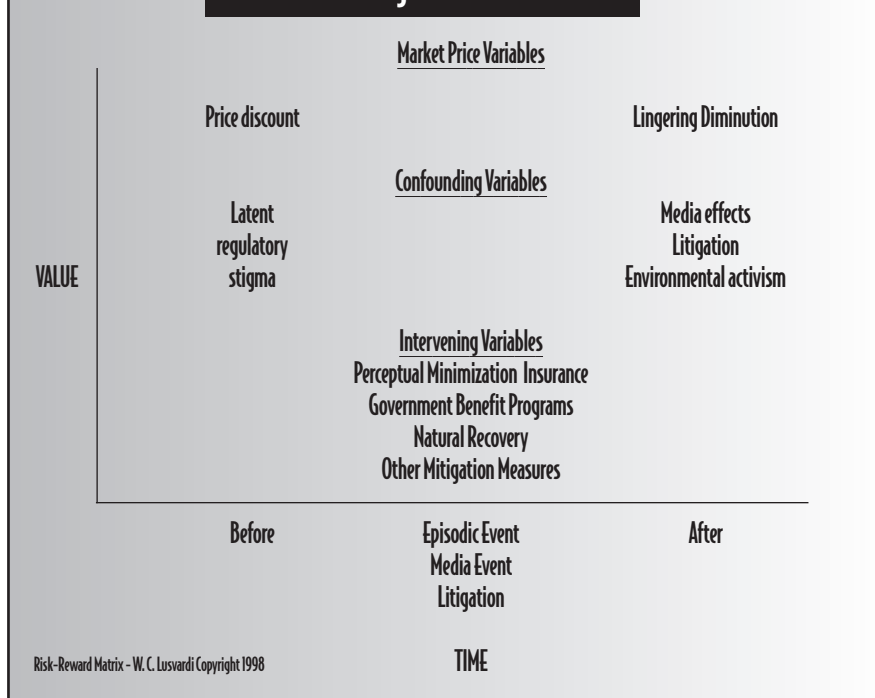 Market Price Variables
Price discount
Lingering Diminution
Confounding Variables
Latent
regulatory
stigma
Media effects
Litigation
Environmental activism
VALUE
Intervening Variables
Perceptual Minimization Insurance
Government Benefit Programs
Natural Recovery
Other Mitigation Measures
Before
Episodic Event
Media Event
Litigation
After
Risk-Reward Matrix - W. C. Lusvardi Copyright 1998
TIME